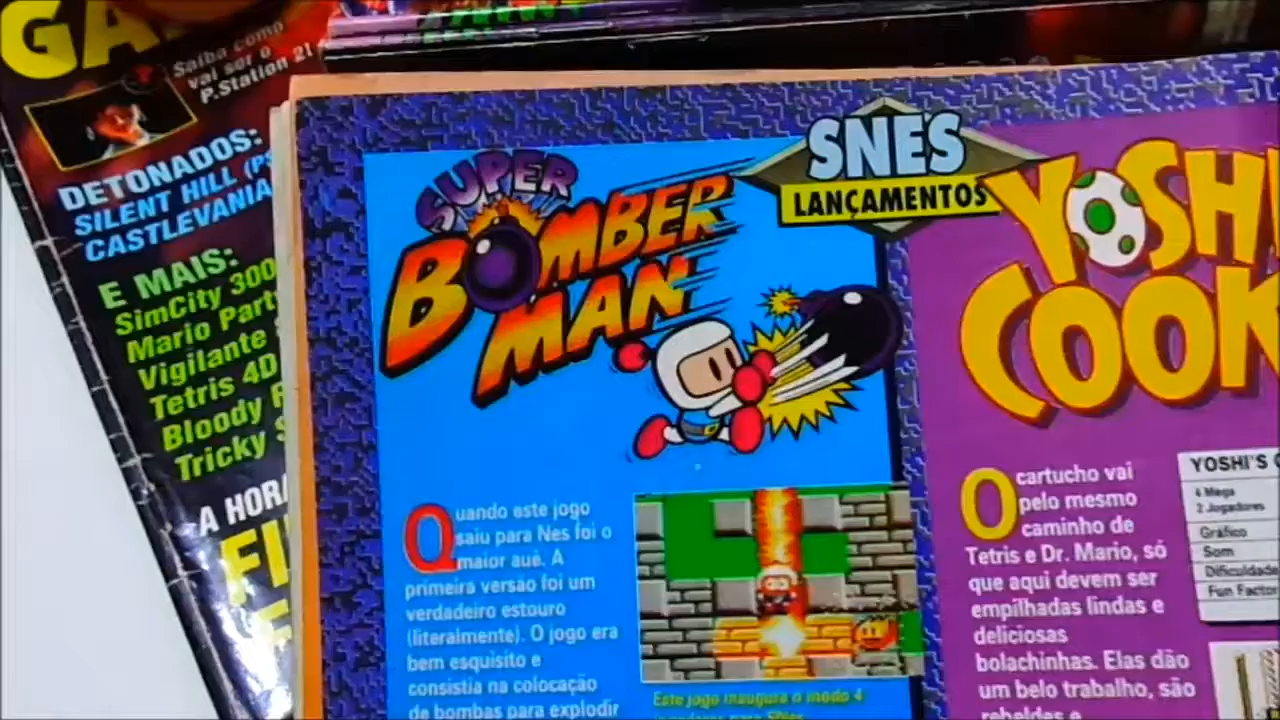 GA
Saiba como
vai ser o
P.Station 2!
DETONADOS:
SILENT HILL (PS
CASTLEVANIA
E MAIS:
SimCity 300
Mario Part
Vigilante
Tetris 4D
Bloody
Tricky
A HORA
SNES
LANÇAMENTOS
SUPER
BOMBER
MAN
Quando este jogo
saiu para Nes foi o
maior auê. A
primeira versão foi um
verdadeiro estouro
(literalmente). O jogo era
bem esquisito e
consistia na colocação
de bombas para explodir
Este jogo inaugura o modo 4
YOSHI
COOK
O cartucho vai
pelo mesmo
caminho de
Tetris e Dr. Mario, só
que aqui devem ser
empilhadas lindas e
deliciosas
bolachinhas. Elas dão
um belo trabalho, são
rebeldes e
YOSHI'S
4 Mega
2 Jogadores
Gráfico
Som
Dificuldade
Fun Factor